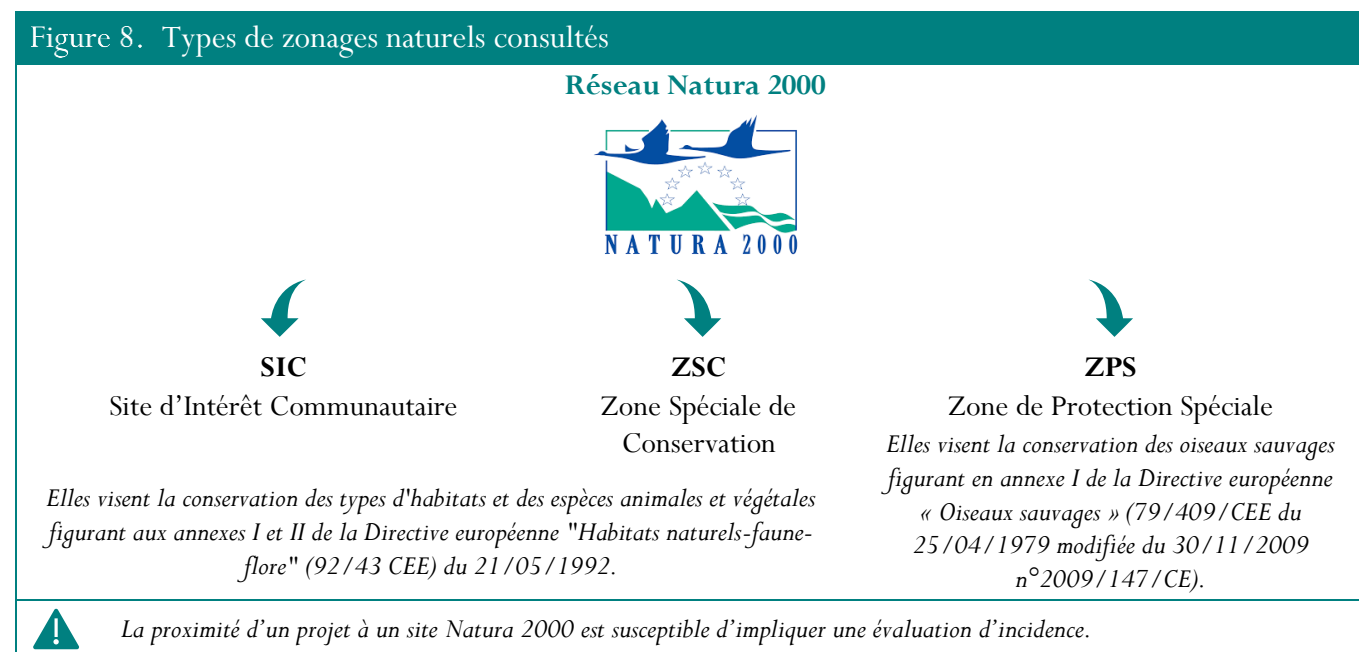 Figure 8. Types de zonages naturels consultés
Réseau Natura 2000
NATURA 2000
SIC
Site d’Intérêt Communautaire
ZSC
Zone Spéciale de
Conservation
Elles visent la conservation des types d'habitats et des espèces animales et végétales
figurant aux annexes I et II de la Directive européenne "Habitats naturels-faune-
flore" (92/43 CEE) du 21/05/1992.
ZPS
Zone de Protection Spéciale
Elles visent la conservation des oiseaux sauvages
figurant en annexe I de la Directive européenne
« Oiseaux sauvages » (79/409/CEE du
25/04/1979 modifiée du 30/11/2009
n°2009/147/CE).
La proximité d’un projet à un site Natura 2000 est susceptible d’impliquer une évaluation d’incidence.